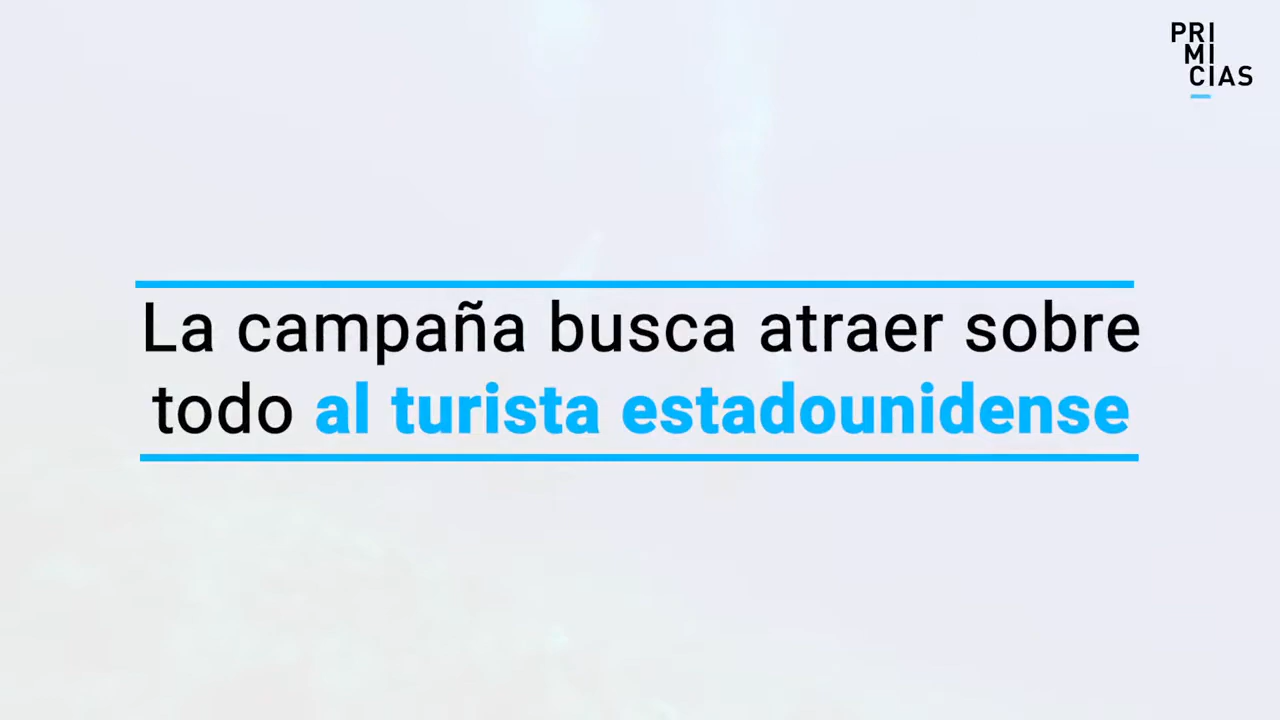 PRI
MI
CIAS
La campaña busca atraer sobre
todo al turista estadounidense